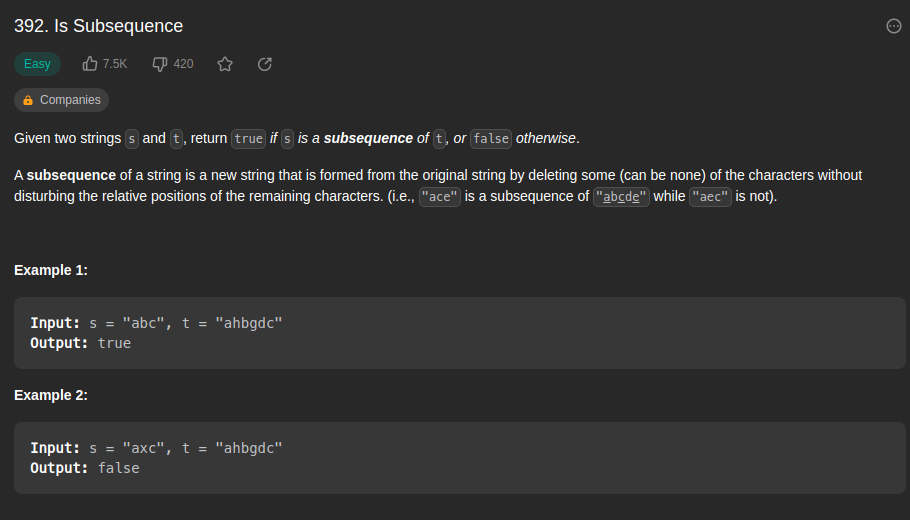 392. Is Subsequence
Easy 7.5K 420
Companies
Given two strings s and t, return true if s is a subsequence of t, or false otherwise.
A subsequence of a string is a new string that is formed from the original string by deleting some (can be none) of the characters without
disturbing the relative positions of the remaining characters. (i.e., "ace" is a subsequence of "abcde" while "aec" is not).
Example 1:
Input: s = "abc", t = "ahbgdc"
Output: true
Example 2:
Input: s = "axc", t = "ahbgdc"
Output: false